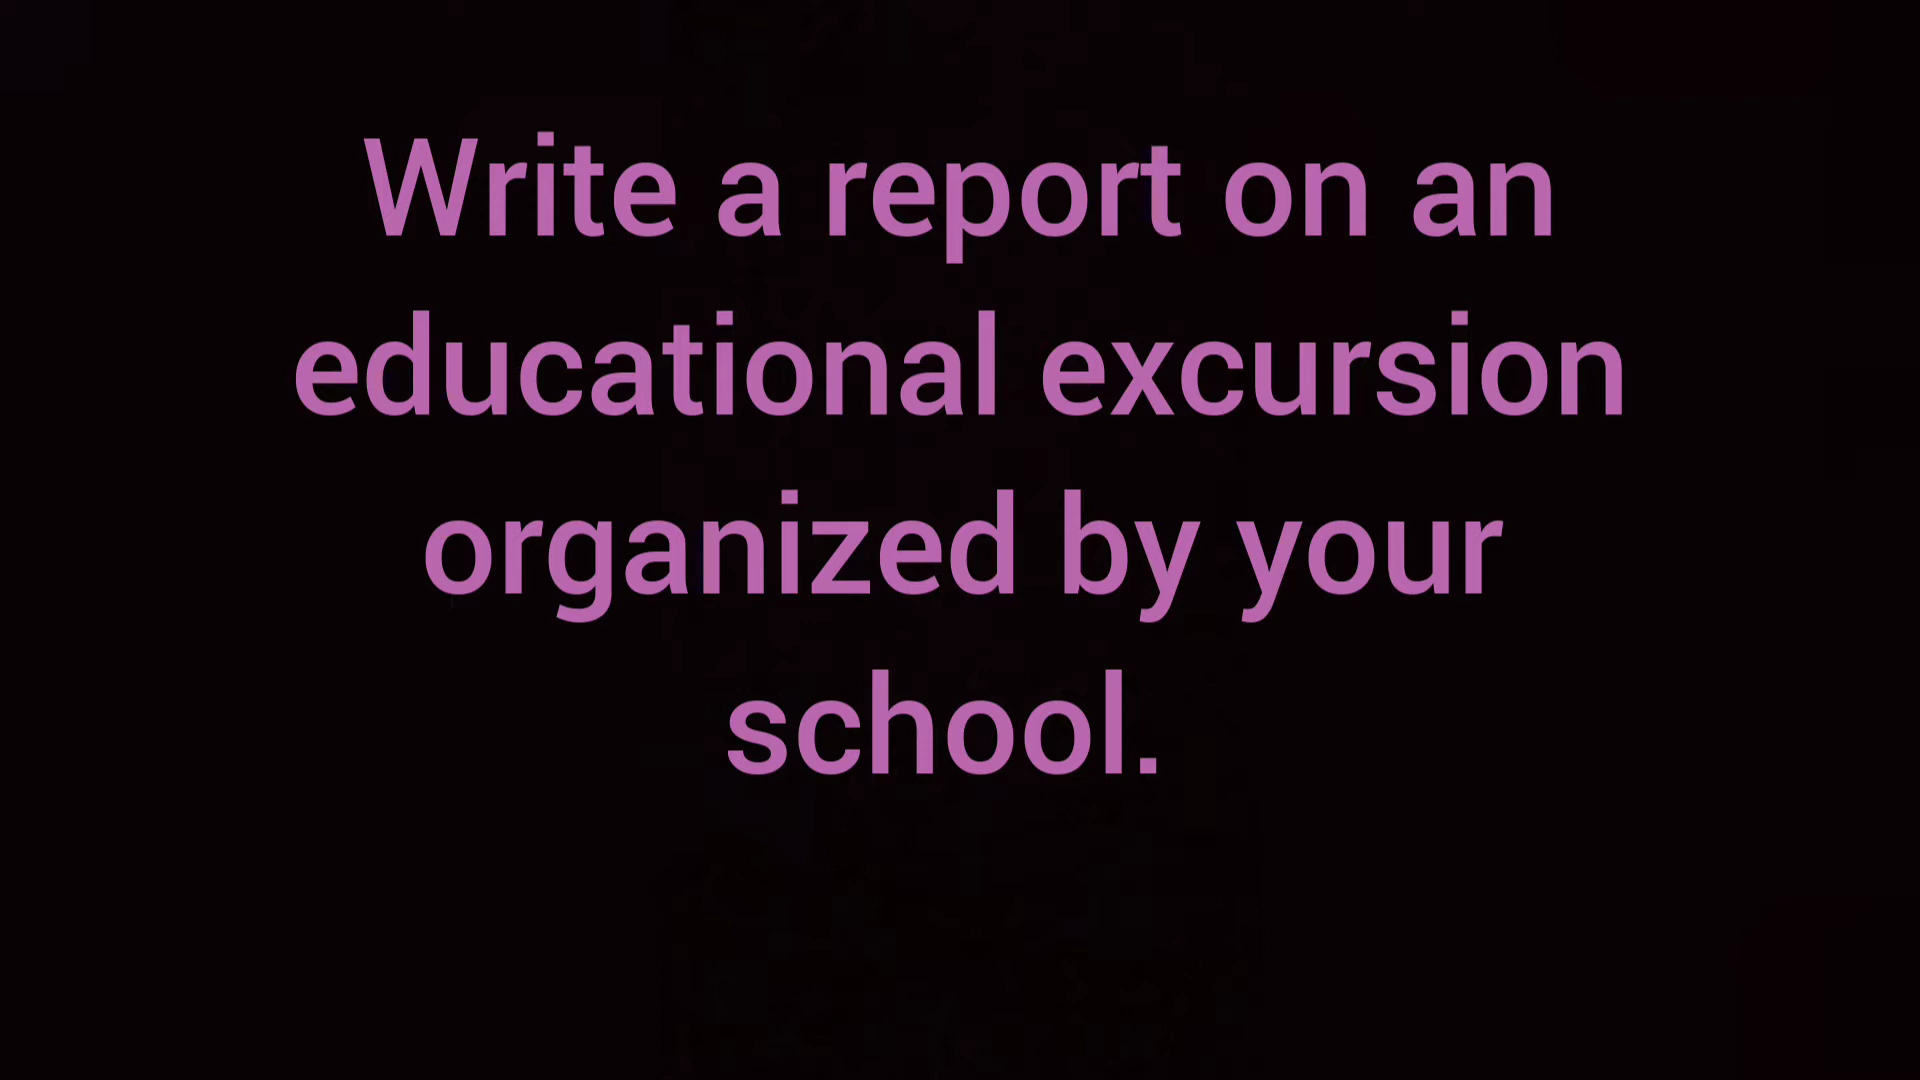 Write a report on an
educational excursion
organized by your
school.